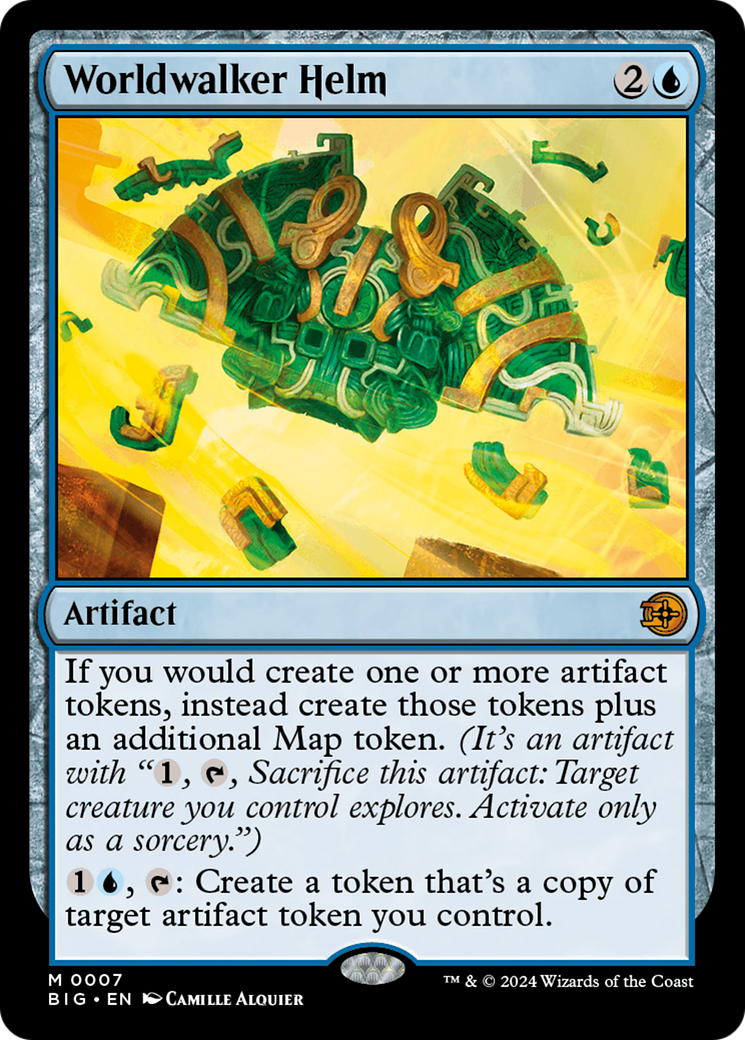 Worldwalker Helm 2
Artifact
If you would create one or more artifact
tokens, instead create those tokens plus
an additional Map token. (It's an artifact
with “1, , Sacrifice this artifact: Target
creature you control explores. Activate only
as a sorcery.”)
1, : Create a token that's a copy of
target artifact token you control.
M 0007
BIG • EN CAMILLE ALQUIER
™ & © 2024 Wizards of the Coast